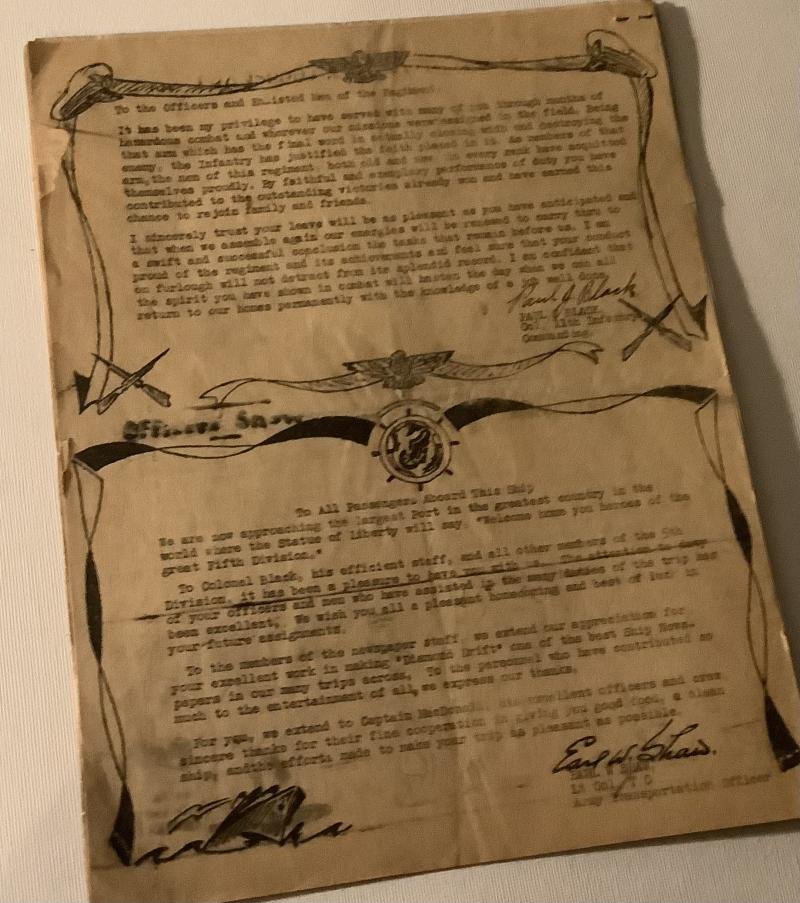 To the Officers and Enlisted Men of the Regiment
It has been my privilege to have served with many of you through months of
hazardous combat and wherever our missions were assigned in the field. Being
that arm which has the final word in actually closing with and destroying the
enemy, the Infantry has justified the faith placed in it. As members of that
arm, the men of this regiment, both old and new, in every rank have acquitted
themselves proudly. By faithful and exemplary performance of duty you have
contributed to the outstanding victories already won and have earned this
chance to rejoin family and friends.
I sincerely trust your leave will be as pleasant as you have anticipated and
that when we assemble again our energies will be renewed to carry thru to
a swift and successful conclusion the tasks that remain before us. I am
proud of the regiment and its achievements and feel sure that your conduct
on furlough will not detract from its splendid record. I am confident that
the spirit you have shown in combat will hasten the day when we can all
return to our homes permanently with the knowledge of a job well done.
Paul J Black
PAUL J BLACK
Col, 11th Infantry
Commanding.
To All Passengers Aboard This Ship
We are now approaching the largest Port in the greatest country in the
world where the Statue of Liberty will say, "Welcome home you heroes of the
great Fifth Division."
To Colonel Black, his efficient staff, and all other members of the 5th
Division, it has been a pleasure to have you with us. The attention to duty
of your officers and men who have assisted in the many duties of the trip has
been excellent. We wish you all a pleasant homecoming and best of luck in
your future assignments.
To the members of the newspaper staff, we extend our appreciation for
your excellent work in making "Diamond Drift" one of the best Ship News-
papers in our many trips across. To the personnel who have contributed so
much to the entertainment of all, we express our thanks.
For you, we extend to Captain MacDonald, his excellent officers and crew
sincere thanks for their fine cooperation in giving you good food, a clean
ship, and the efforts made to make your trip as pleasant as possible.
Earl W. Shaw.
EARL W SHAW
Lt Col, T C
Army Transportation Officer